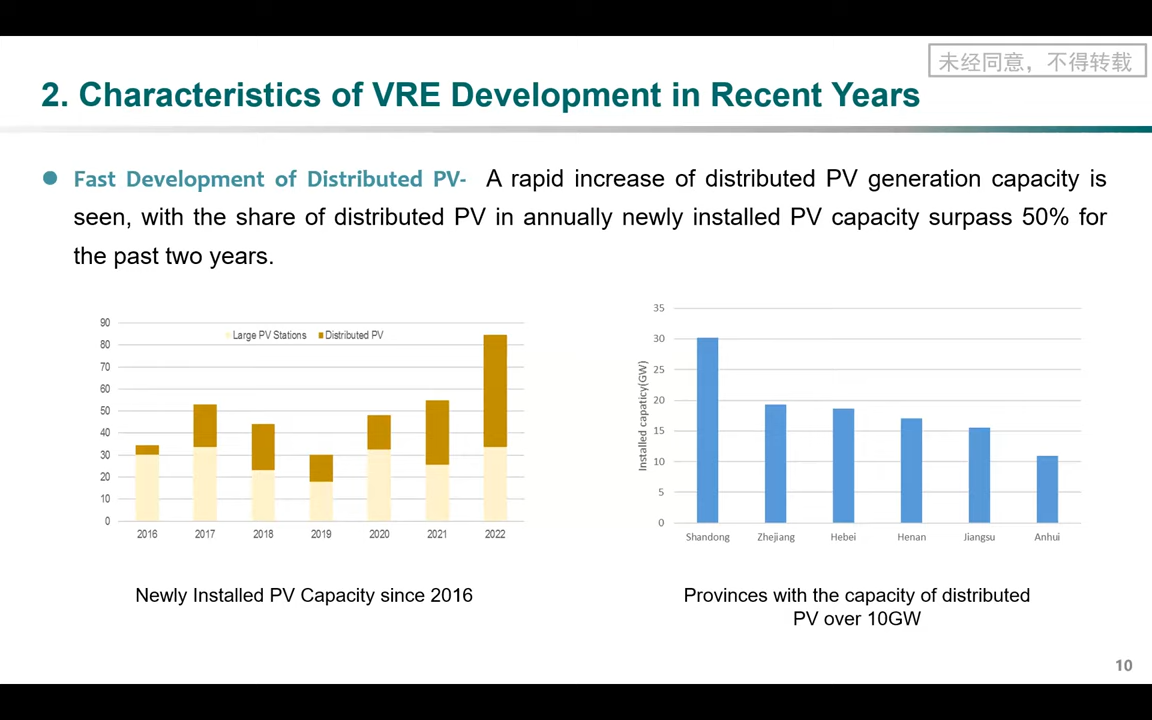 未经同意，不得转载
2. Characteristics of VRE Development in Recent Years
Fast Development of Distributed PV- A rapid increase of distributed PV generation capacity is
seen, with the share of distributed PV in annually newly installed PV capacity surpass 50% for
the past two years.
90
80
70
60
50
40
30
20
10
0
Large PV Stations Distributed PV
2016 2017 2018 2019 2020 2021 2022
Newly Installed PV Capacity since 2016
35
30
25
20
15
10
5
0
Installed capaticy(GW)
Shandong Zhejiang Hebei Henan Jiangsu Anhui
Provinces with the capacity of distributed
PV over 10GW
10